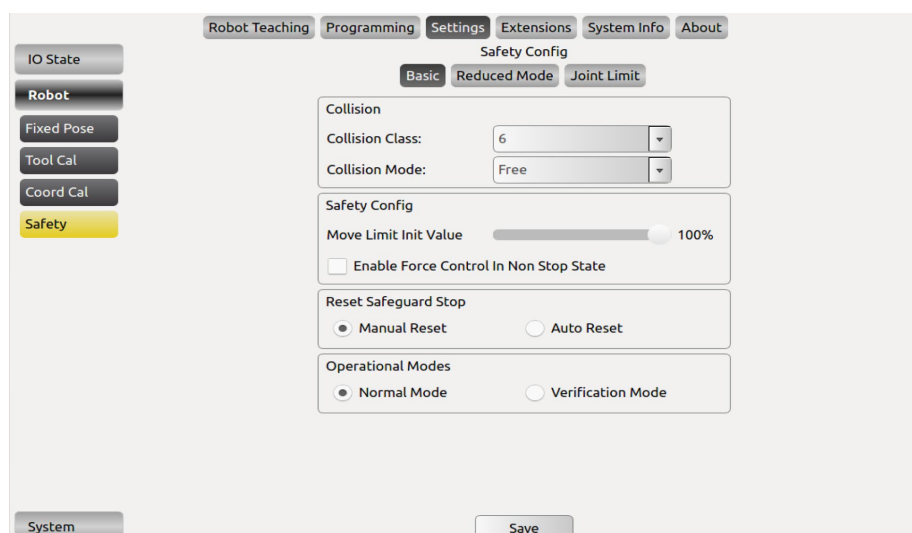 Robot Teaching Programming Settings Extensions System Info About
Safety Config
IO State
Basic Reduced Mode Joint Limit
Robot
Collision
Fixed Pose
Collision Class: 6
Tool Cal
Collision Mode: Free
Coord Cal
Safety Config
Safety
Move Limit Init Value 100%
Enable Force Control In Non Stop State
Reset Safeguard Stop
Manual Reset Auto Reset
Operational Modes
Normal Mode Verification Mode
System
Save